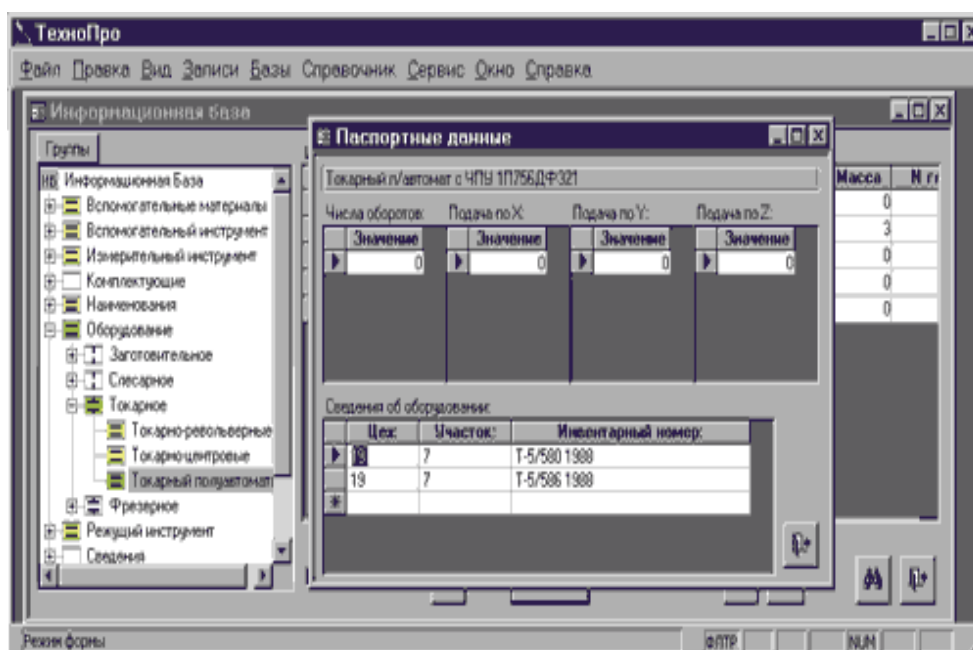 ТехноПро
Файл Правка Вид Записи Базы Справочник Сервис Окно Справка
Информационная база
Группы
ИБ Информационная База
Вспомогательные материалы
Вспомогательный инструмент
Измерительный инструмент
Комплектующие
Наименования
Оборудование
Заготовительное
Слесарное
Токарное
Токарно-револьверные
Токарно-центровые
Токарный полуавтомат
Фрезерное
Режущий инструмент
Сведения
Паспортные данные
Токарный п/автомат с ЧПУ 1П756ДФ321
Числа оборотов: Подача по X: Подача по Y: Подача по Z:
Значение Значение Значение Значение
0 0 0 0
Сведения об оборудовании:
Цех: Участок: Инвентарный номер:
19 7 Т-5/580 1988
19 7 Т-5/586 1988
Масса
0
3
0
0
0
Режим формы
ФЛТР NUM